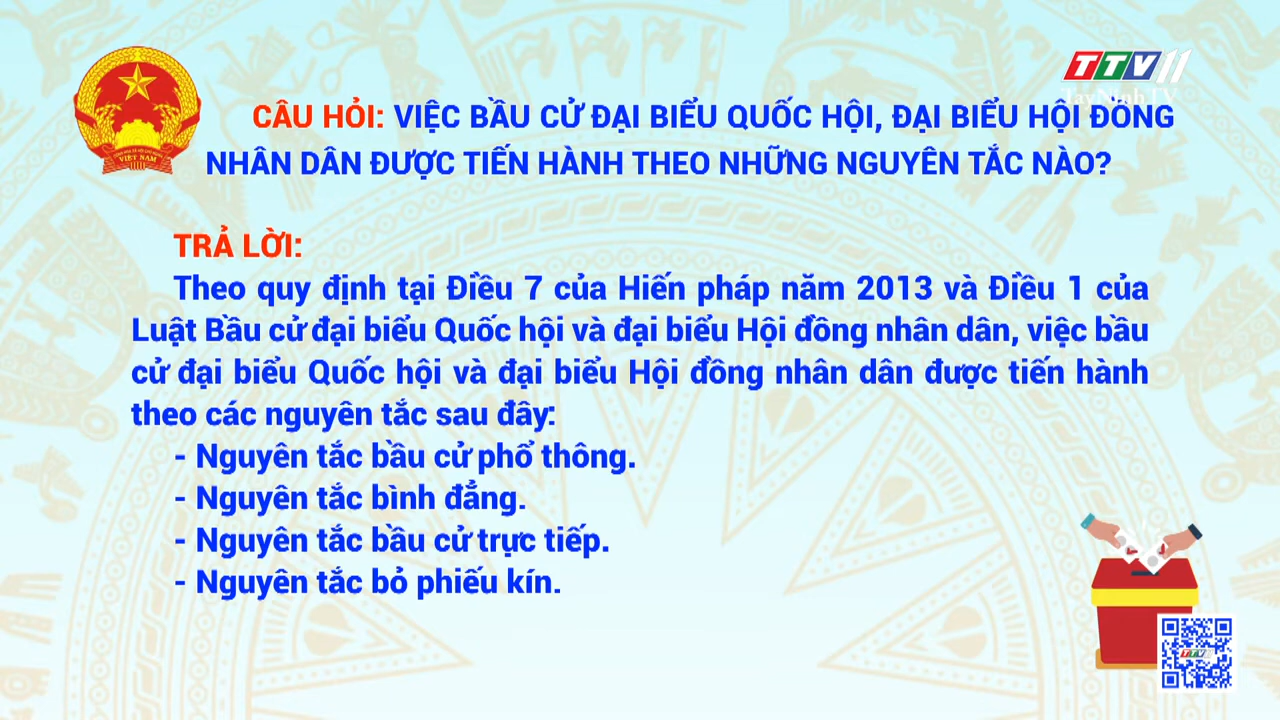 TTV11
TayNinhTV
CÂU HỎI: VIỆC BẦU CỬ ĐẠI BIỂU QUỐC HỘI, ĐẠI BIỂU HỘI ĐỒNG
NHÂN DÂN ĐƯỢC TIẾN HÀNH THEO NHỮNG NGUYÊN TẮC NÀO?
VIỆT NAM
TRẢ LỜI:
Theo quy định tại Điều 7 của Hiến pháp năm 2013 và Điều 1 của
Luật Bầu cử đại biểu Quốc hội và đại biểu Hội đồng nhân dân, việc bầu
cử đại biểu Quốc hội và đại biểu Hội đồng nhân dân được tiến hành
theo các nguyên tắc sau đây:
- Nguyên tắc bầu cử phổ thông.
- Nguyên tắc bình đẳng.
- Nguyên tắc bầu cử trực tiếp.
- Nguyên tắc bỏ phiếu kín.
TTV11